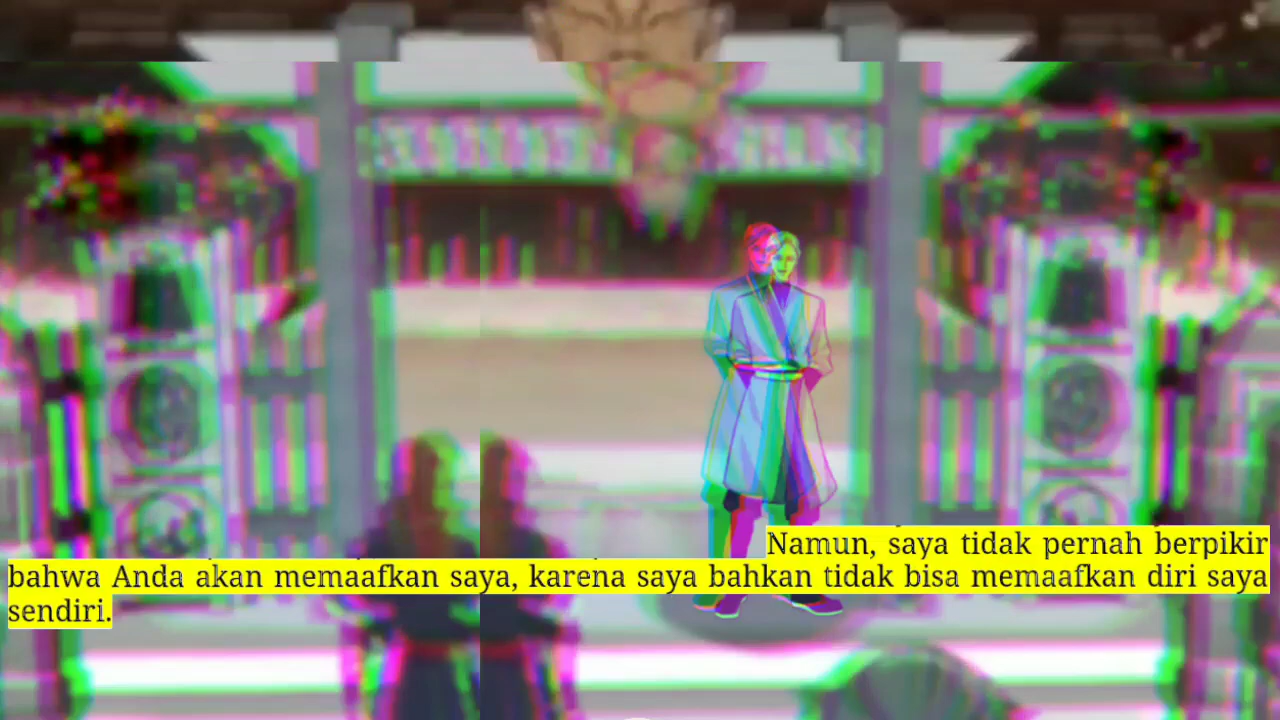 Namun, saya tidak pernah berpikir
bahwa Anda akan memaafkan saya, karena saya bahkan tidak bisa memaafkan diri saya
sendiri.